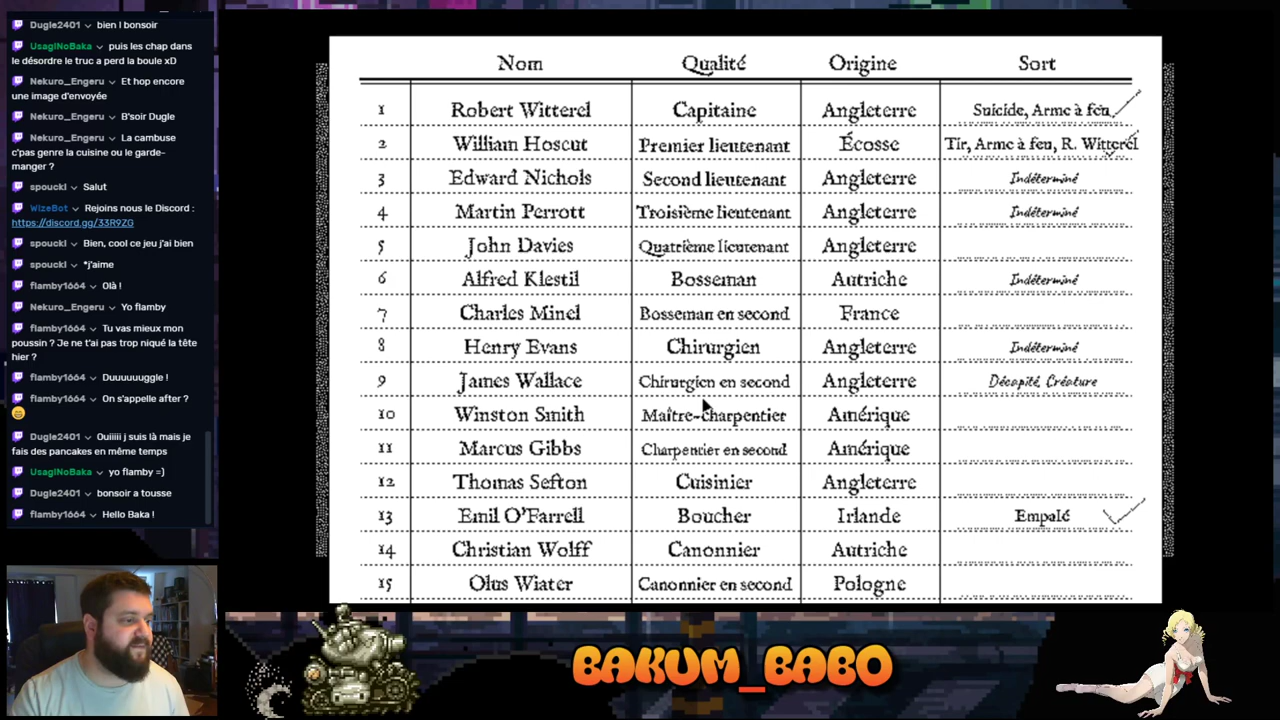 Dugle2401 bien l bonsoir
UsagiNoBaka puis les chap dans
le désordre le truc a perd la boule xD
Nekuro_Engeru Et hop encore
une image d'envoyée
Nekuro_Engeru B'soir Dugle
Nekuro_Engeru La cambuse
c'pas genre la cuisine ou le garde-
manger ?
spouckl Salut
WizeBot Rejoins nous le Discord :
https://discord.gg/33R9ZG
spouckl Bien, cool ce jeu j'ai bien
spouckl *j'aime
flamby1664 Olà !
Nekuro_Engeru Yo flamby
flamby1664 Tu vas mieux mon
poussin ? Je ne t'ai pas trop niqué la tête
hier ?
flamby1664 Duuuuuuggle !
flamby1664 On s'appelle after ?
Dugle2401 Ouiiiii j suis là mais je
fais des pancakes en même temps
UsagiNoBaka yo flamby =)
Dugle2401 bonsoir a tousse
flamby1664 Hello Baka !
Nom Qualité Origine Sort
1 Robert Witterel Capitaine Angleterre Suicide, Arme à feu
2 William Hoscut Premier lieutenant Écosse Tir, Arme à feu, R. Witterel
3 Edward Nichols Second lieutenant Angleterre Indéterminé
4 Martin Perrott Troisième lieutenant Angleterre Indéterminé
5 John Davies Quatrième lieutenant Angleterre
6 Alfred Klestil Bosseman Autriche Indéterminé
7 Charles Miner Bosseman en second France
8 Henry Evans Chirurgien Angleterre Indéterminé
9 James Wallace Chirurgien en second Angleterre Décapité, Créature
10 Winston Smith Maître-charpentier Amérique
11 Marcus Gibbs Charpentier en second Amérique
12 Thomas Sefton Cuisinier Angleterre
13 Emil O'Farrell Boucher Irlande Empalé
14 Christian Wolff Canonnier Autriche
15 Olus Wiater Canonnier en second Pologne
BAKUM_BABO